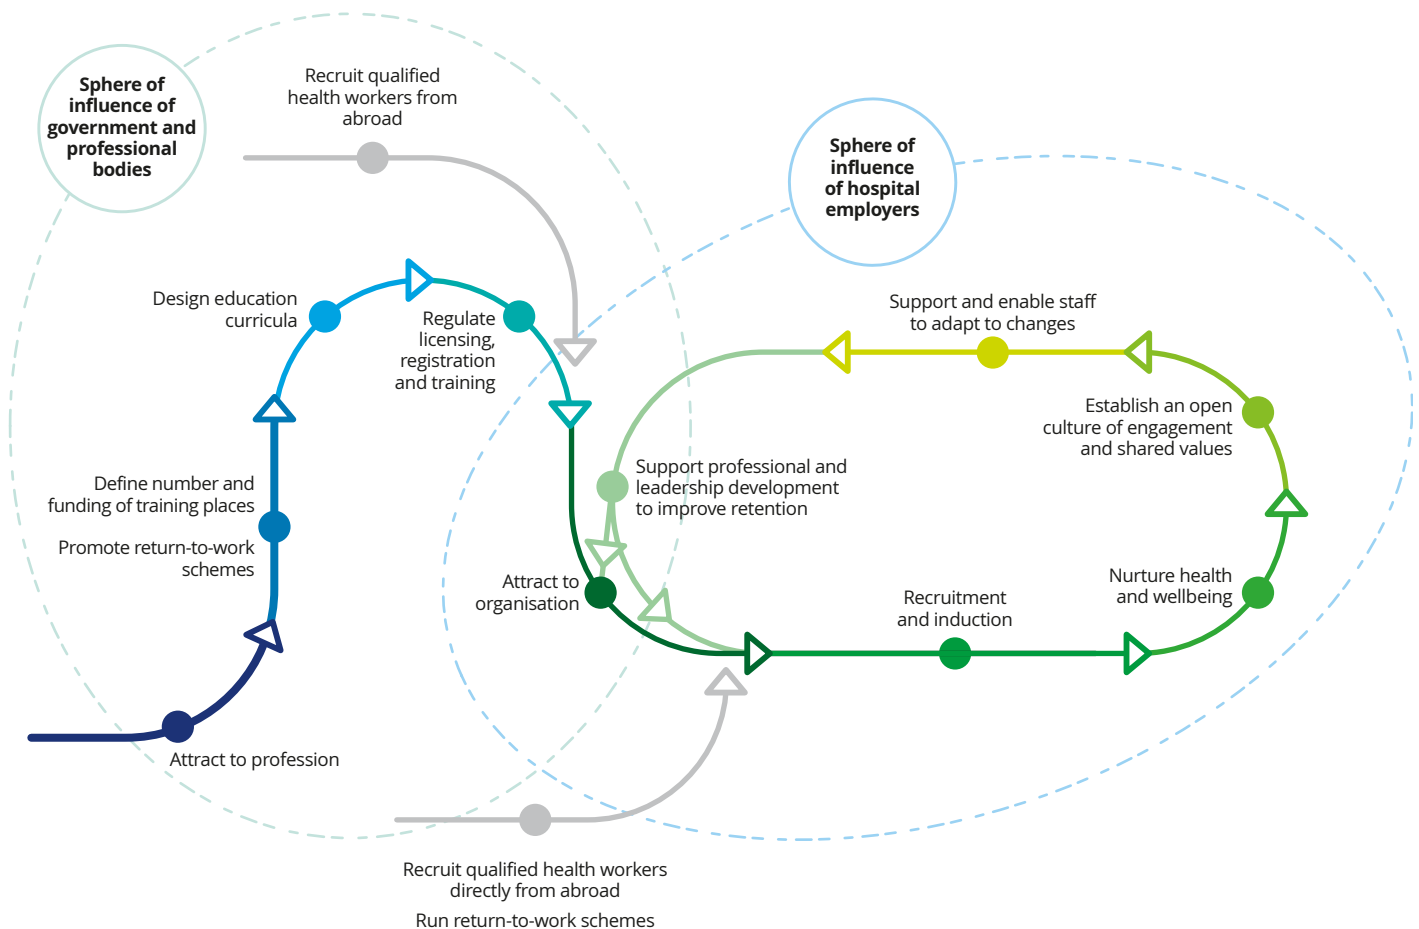 Sphere of
influence of
government and
professional
bodies
Recruit qualified
health workers from
abroad
Sphere of
influence
of hospital
employers
Design education
curricula
Regulate
licensing,
registration
and training
Support and enable staff
to adapt to changes
Establish an open
culture of engagement
and shared values
Define number and
funding of training places
Promote return-to-work
schemes
Support professional and
leadership development
to improve retention
Attract to
organisation
Recruitment
and induction
Nurture health
and wellbeing
Attract to profession
Recruit qualified health workers
directly from abroad
Run return-to-work schemes